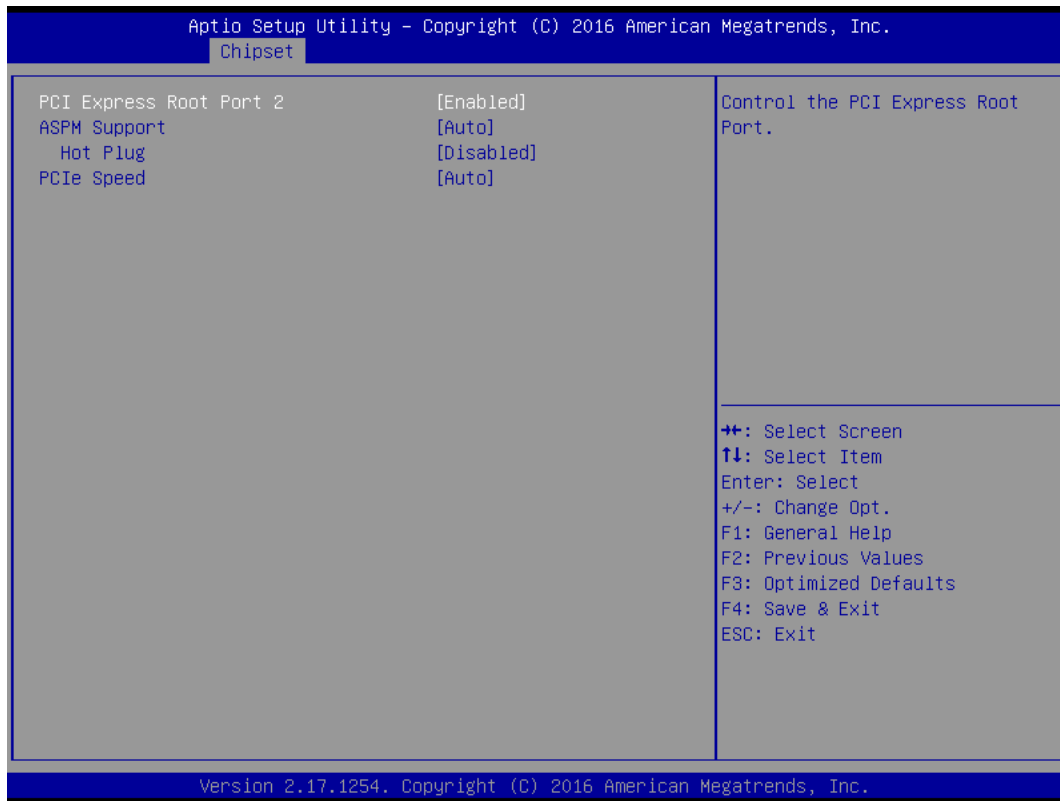 Aptio Setup Utility – Copyright (C) 2016 American Megatrends, Inc.
Chipset
PCI Express Root Port 2 [Enabled]
ASPM Support [Auto]
Hot Plug [Disabled]
PCIe Speed [Auto]
Control the PCI Express Root
Port.
→←: Select Screen
↑↓: Select Item
Enter: Select
+/-: Change Opt.
F1: General Help
F2: Previous Values
F3: Optimized Defaults
F4: Save & Exit
ESC: Exit
Version 2.17.1254. Copyright (C) 2016 American Megatrends, Inc.